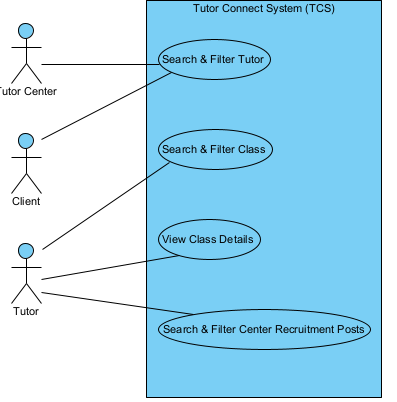 Tutor Connect System (TCS)
Search & Filter Tutor
Tutor Center
Search & Filter Class
Client
View Class Details
Tutor
Search & Filter Center Recruitment Posts